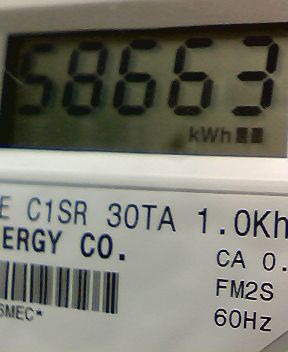 58663
kWh
E C1SR 30TA 1.0Kh
ERGY CO.
CA 0.
FM2S
60Hz
SMEC*